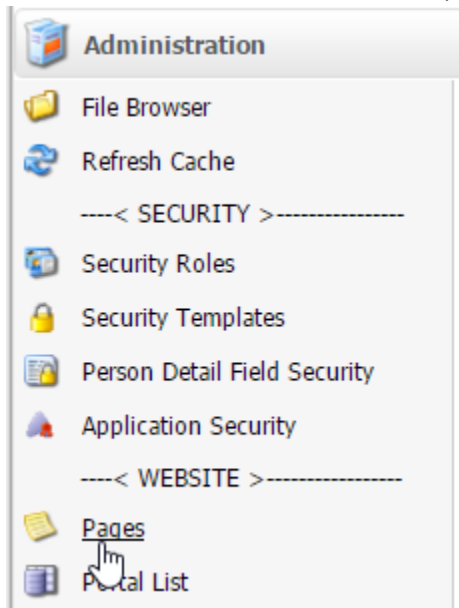 Administration
File Browser
Refresh Cache
----< SECURITY >----------------
Security Roles
Security Templates
Person Detail Field Security
Application Security
----< WEBSITE >-----------------
Pages
Portal List